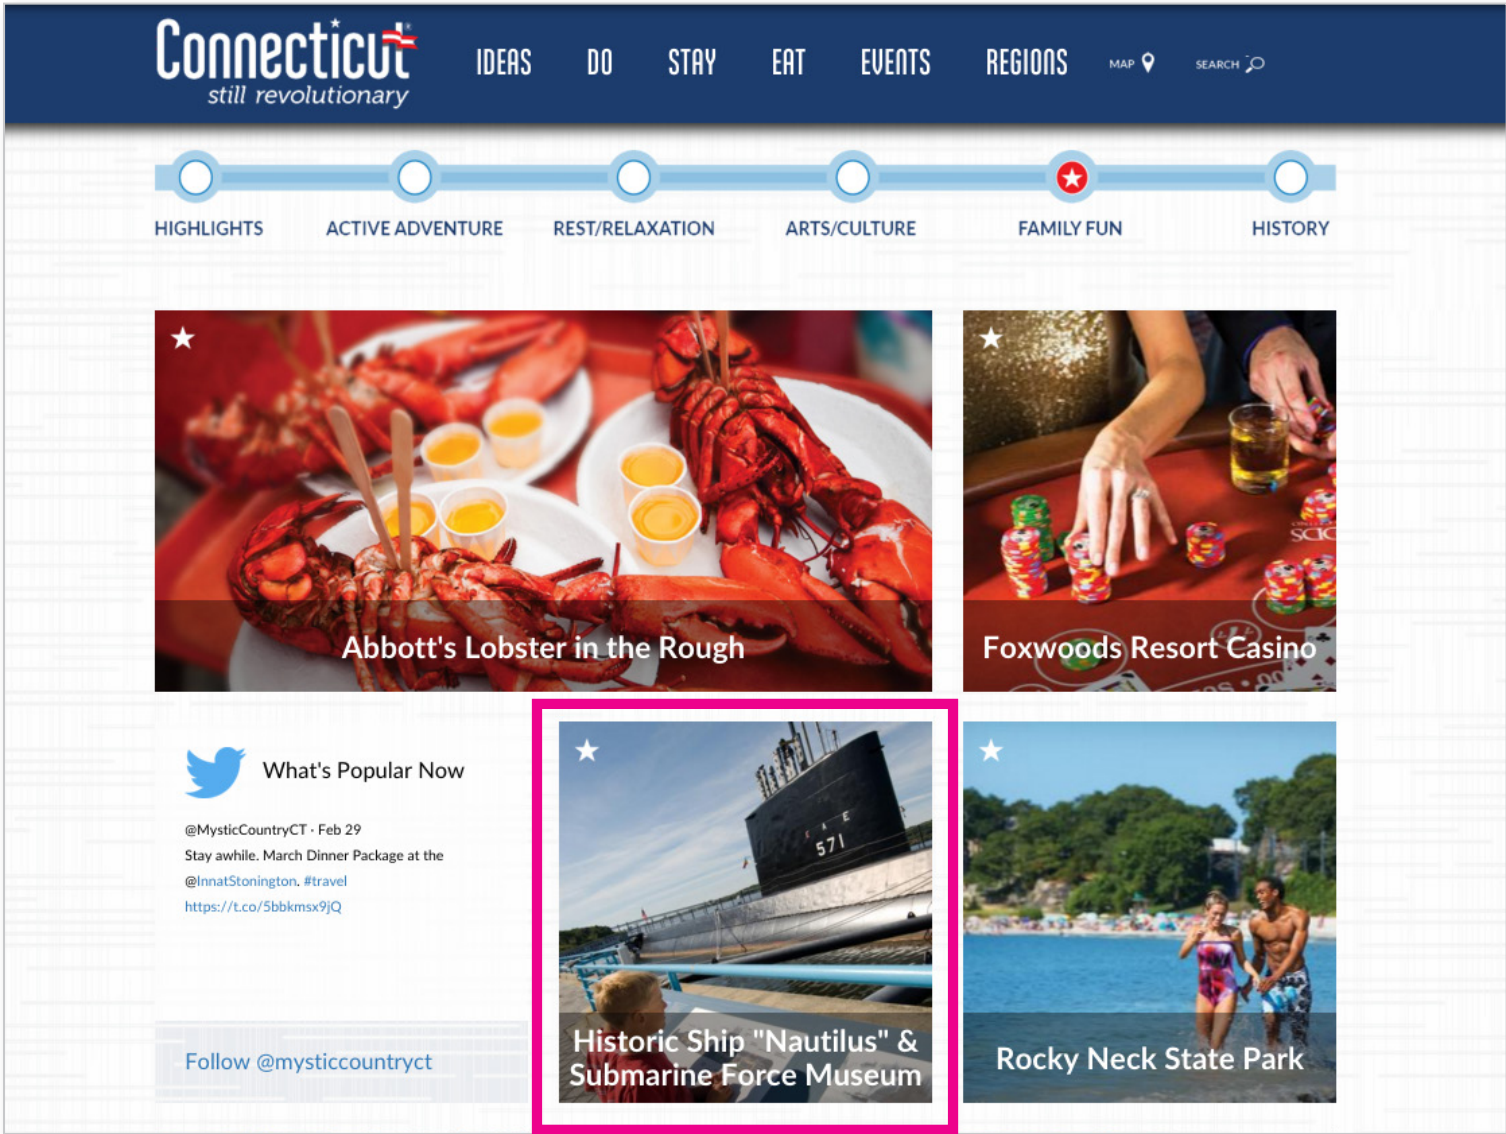 Connecticut
still revolutionary
IDEAS DO STAY EAT EVENTS REGIONS MAP SEARCH
HIGHLIGHTS ACTIVE ADVENTURE REST/RELAXATION ARTS/CULTURE FAMILY FUN HISTORY
Abbott's Lobster in the Rough
Foxwoods Resort Casino
What's Popular Now
@MysticCountryCT · Feb 29
Stay awhile. March Dinner Package at the
@InnatStonington. #travel
https://t.co/5bbkmsx9jQ
Follow @mysticcountryct
571
Historic Ship "Nautilus" &
Submarine Force Museum
Rocky Neck State Park